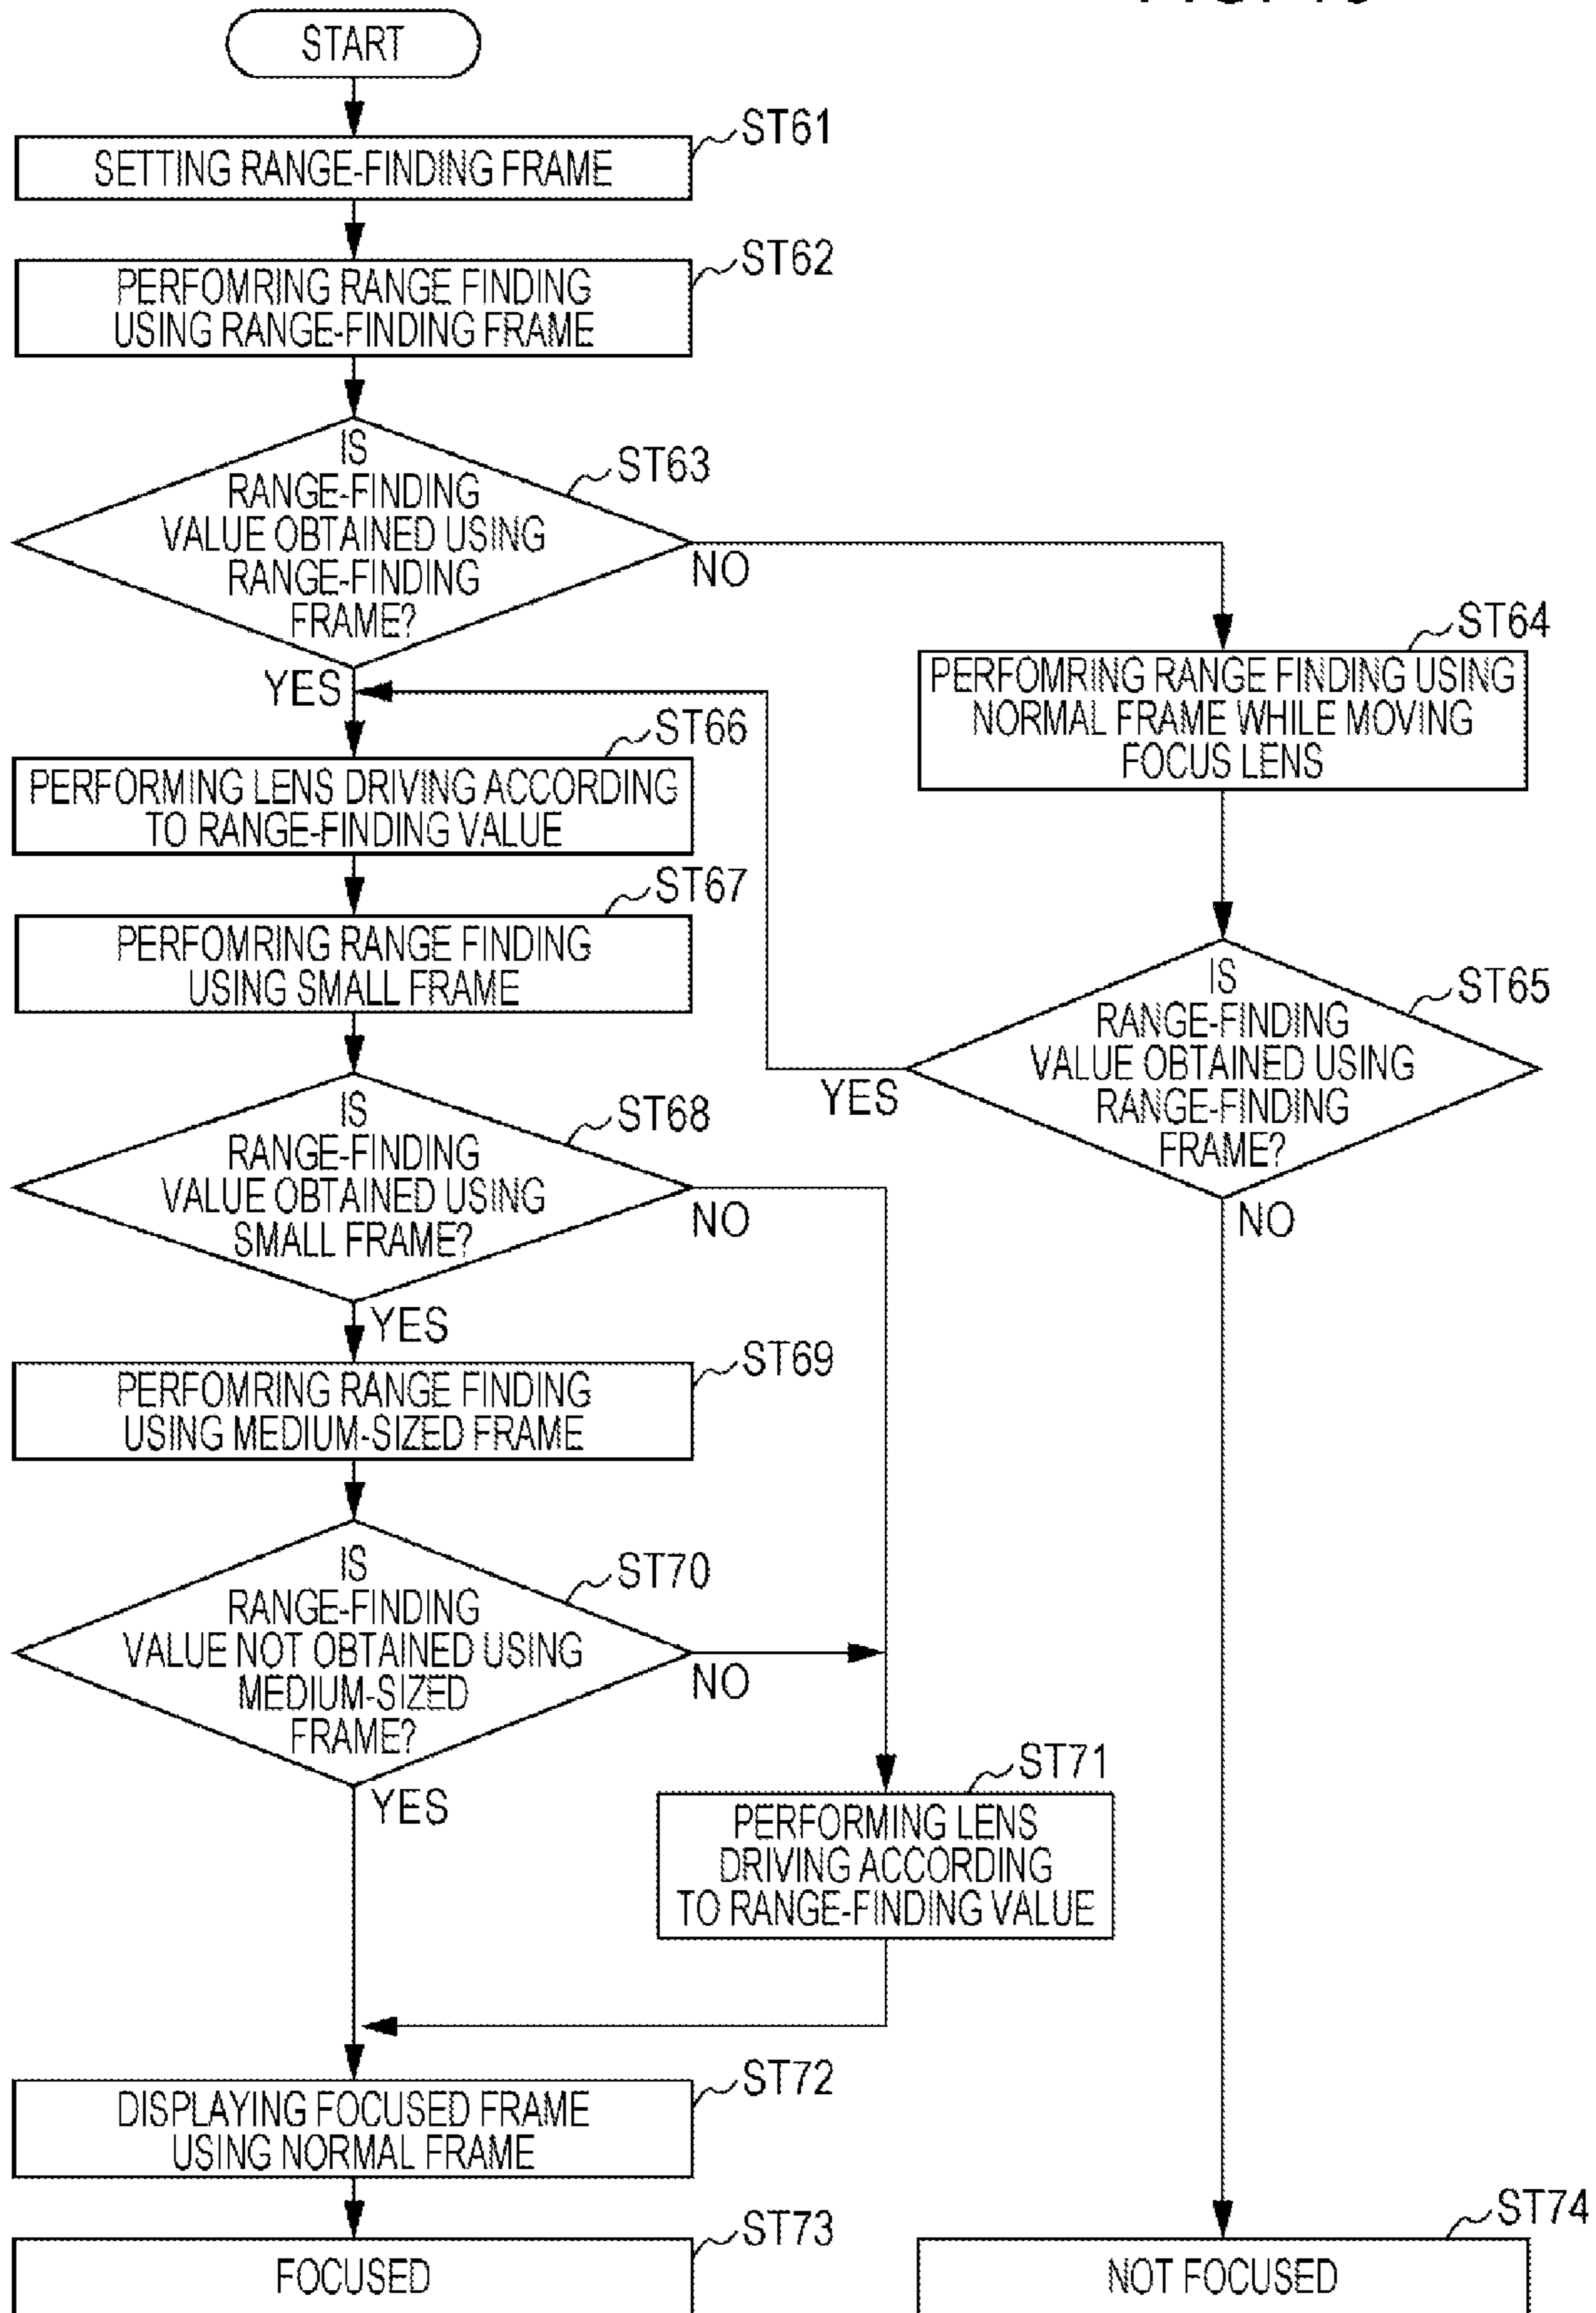 START
ST61
SETTING RANGE-FINDING FRAME
ST62
PERFOMRING RANGE FINDING
USING RANGE-FINDING FRAME
ST63
IS
RANGE-FINDING
VALUE OBTAINED USING
RANGE-FINDING
FRAME?
NO
YES
ST64
PERFOMRING RANGE FINDING USING
NORMAL FRAME WHILE MOVING
FOCUS LENS
ST66
PERFORMING LENS DRIVING ACCORDING
TO RANGE-FINDING VALUE
ST67
PERFOMRING RANGE FINDING
USING SMALL FRAME
ST65
IS
RANGE-FINDING
VALUE OBTAINED USING
RANGE-FINDING
FRAME?
YES
NO
ST68
IS
RANGE-FINDING
VALUE OBTAINED USING
SMALL FRAME?
NO
YES
ST69
PERFOMRING RANGE FINDING
USING MEDIUM-SIZED FRAME
ST70
IS
RANGE-FINDING
VALUE NOT OBTAINED USING
MEDIUM-SIZED
FRAME?
NO
YES
ST71
PERFORMING LENS
DRIVING ACCORDING
TO RANGE-FINDING VALUE
ST72
DISPLAYING FOCUSED FRAME
USING NORMAL FRAME
ST73
FOCUSED
ST74
NOT FOCUSED